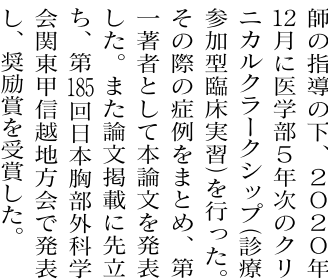 師の指導の下、２０２０年
12月に医学部５年次のクリ
ニカルクラークシップ(診療
参加型臨床実習)を行った。
その際の症例をまとめ、第
一著者として本論文を発表
した。また論文掲載に先立
ち、第185回日本胸部外科学
会関東甲信越地方会で発表
し、奨励賞を受賞した。